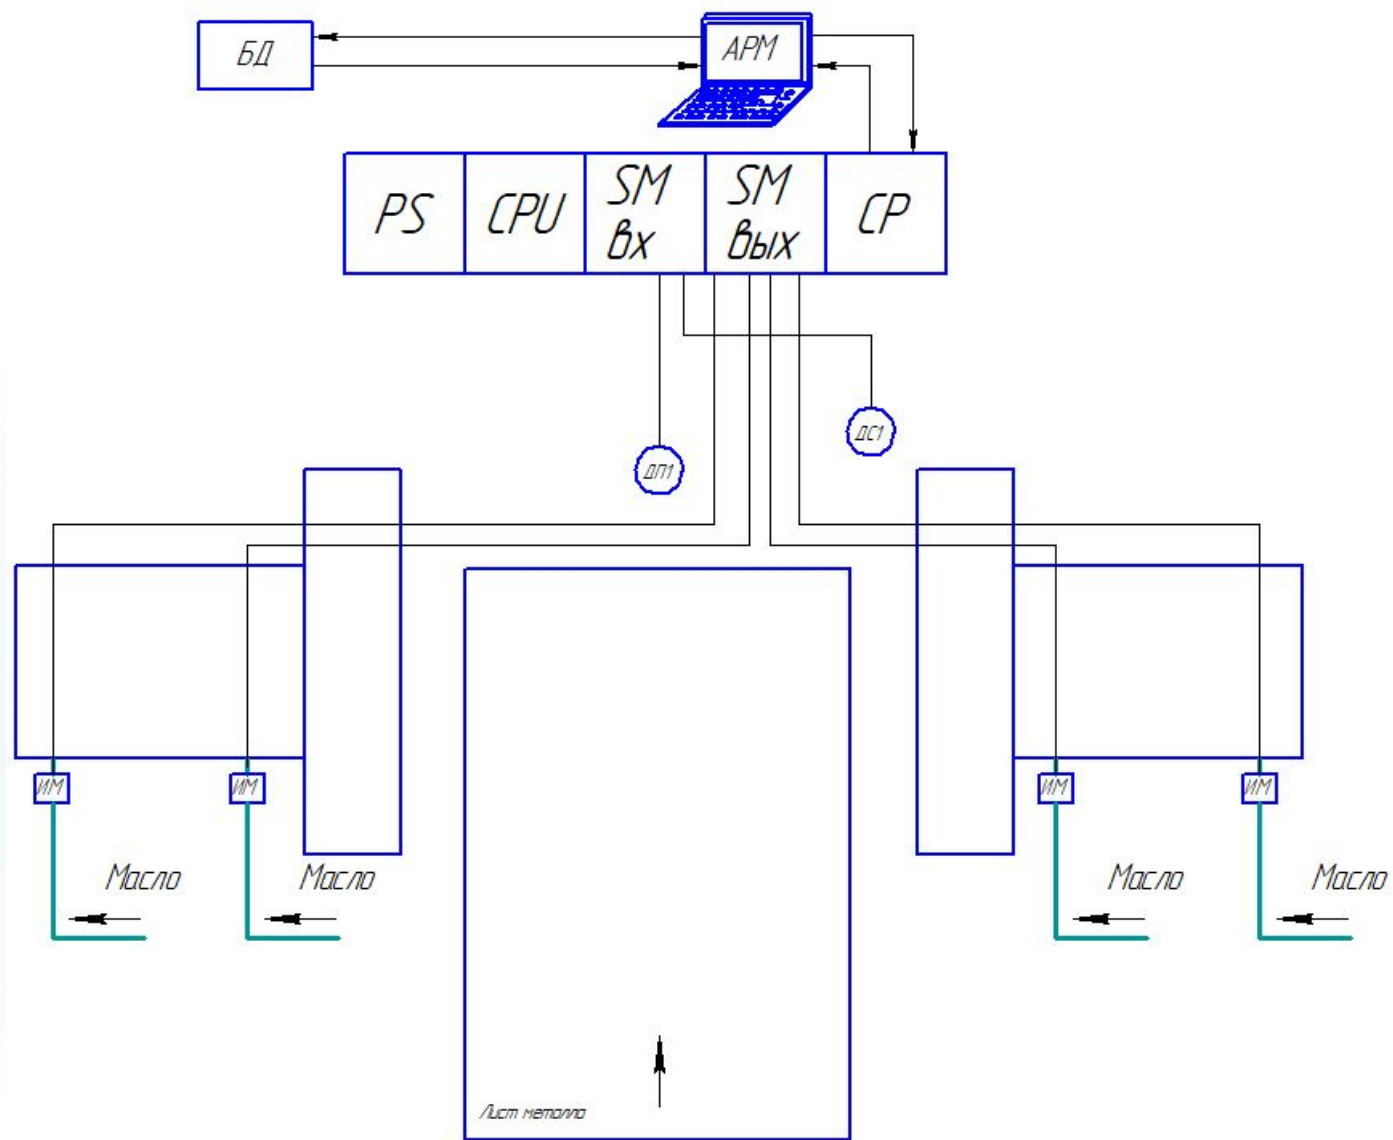 БД
АРМ
PS
CPU
SM
вх
SM
вых
CP
ДС1
ДП1
ИМ
ИМ
ИМ
ИМ
Масло
Масло
Масло
Масло
Лист металла